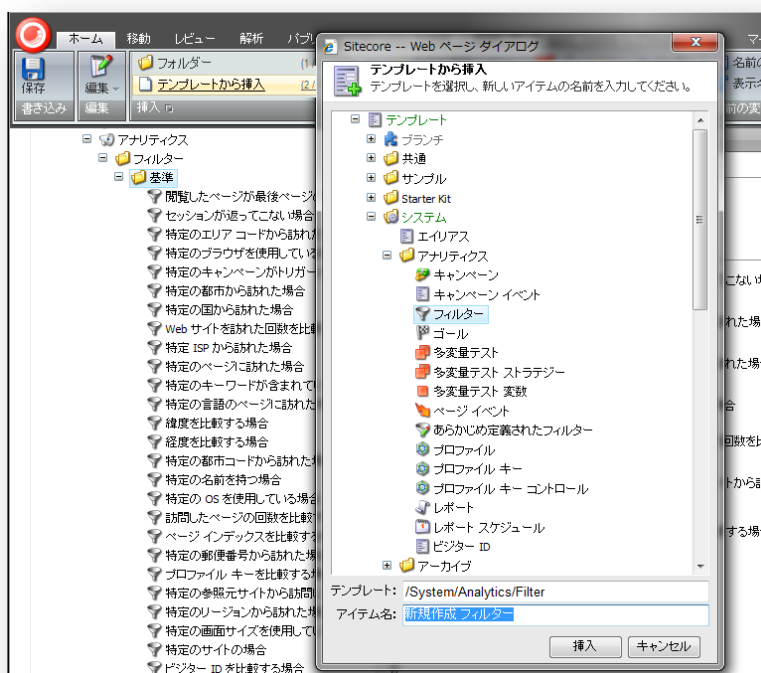 ホーム 移動 レビュー 解析
Sitecore -- Web ページ ダイアログ
保存
書き込み
編集
編集
フォルダー
テンプレートから挿入
挿入
テンプレートから挿入
テンプレートを選択し、新しいアイテムの名前を入力してください。
アナリティクス
フィルター
基準
閲覧したページが最後ページの
セッションが返ってこない場合
特定のエリア コードから訪れた
特定のブラウザを使用している
特定のキャンペーンがトリガー
特定の都市から訪れた場合
特定の国から訪れた場合
Web サイトを訪れた回数を比較
特定 ISP から訪れた場合
特定のページに訪れた場合
特定のキーワードが含まれてい
特定の言語のページに訪れた
緯度を比較する場合
経度を比較する場合
特定の都市コードから訪れた
特定の名前を持つ場合
特定の OS を使用している場合
訪問したページの回数を比較
ページ インデックスを比較する
特定の郵便番号から訪れた場
プロファイル キーを比較する
特定の参照元サイトから訪問
特定のリージョンから訪れた
特定の画面サイズを使用して
特定のサイトの場合
ビジター ID を比較する場合
テンプレート
ブランチ
共通
サンプル
Starter Kit
システム
エイリアス
アナリティクス
キャンペーン
キャンペーン イベント
フィルター
ゴール
多変量テスト
多変量テスト ストラテジー
多変量テスト 変数
ページ イベント
あらかじめ定義されたフィルター
プロファイル
プロファイル キー
プロファイル キー コントロール
レポート
レポート スケジュール
ビジター ID
アーカイブ
テンプレート: /System/Analytics/Filter
アイテム名: 新規作成 フィルター
挿入 キャンセル
名前の
表示名
前の変
こない
れた場
れた場
合
回数を
トから
する場